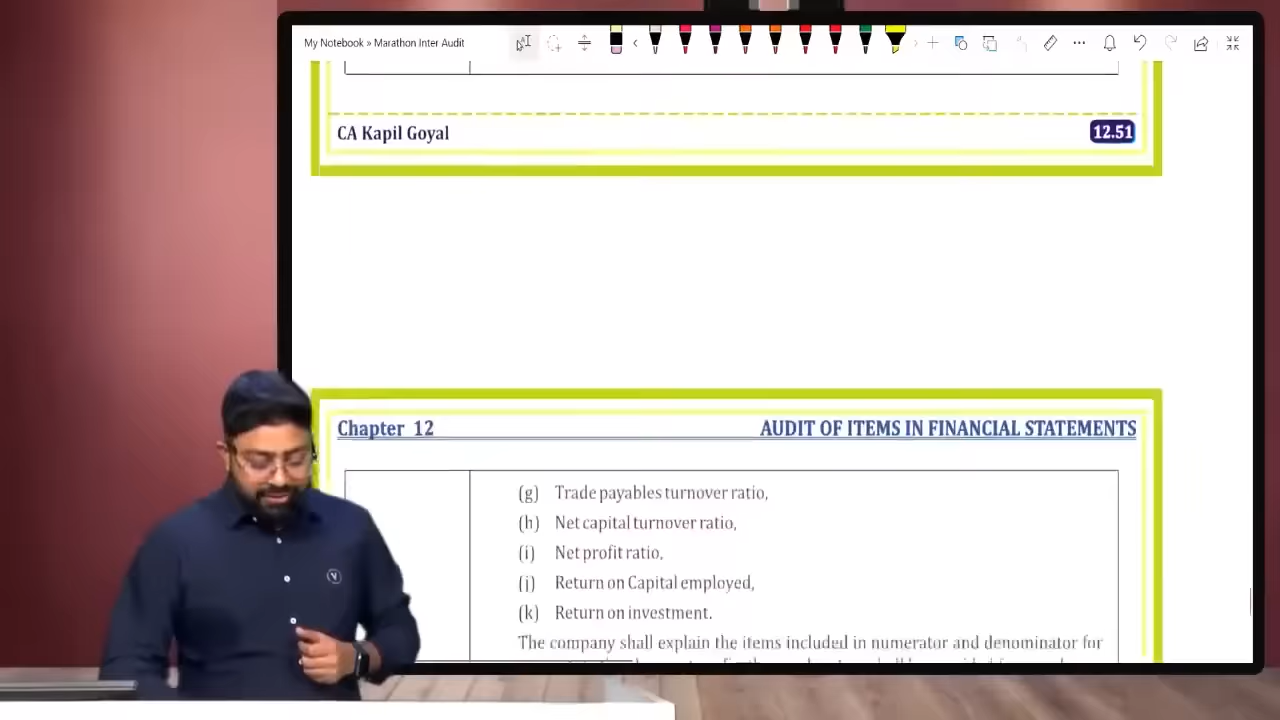 My Notebook » Marathon Inter Audit
CA Kapil Goyal
12.51
Chapter 12
AUDIT OF ITEMS IN FINANCIAL STATEMENTS
(g) Trade payables turnover ratio,
(h) Net capital turnover ratio,
(i) Net profit ratio,
(j) Return on Capital employed,
(k) Return on investment.
The company shall explain the items included in numerator and denominator for